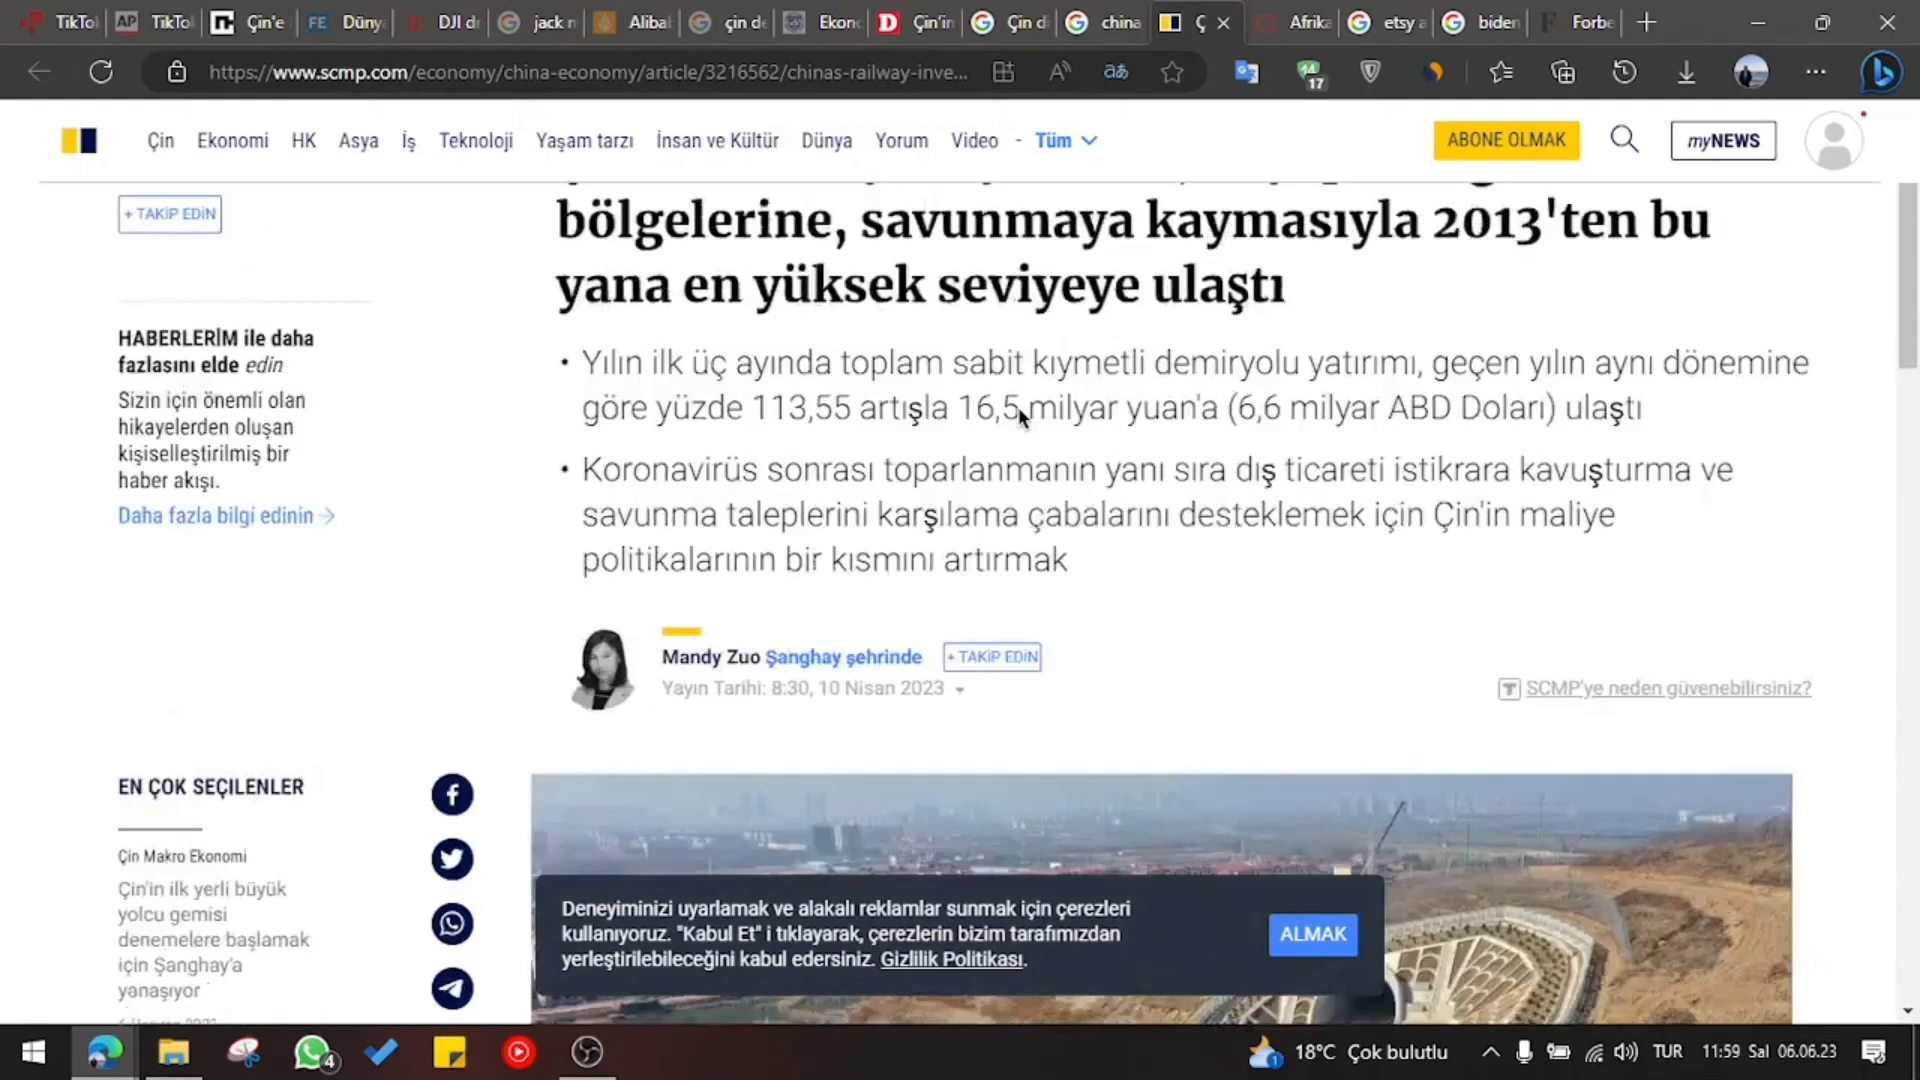 TikTo
AP TikTo
Çin'e
FE Düny
DJI dr
jack m
Aliba
çin de
Ekon
D Çin'in
Çin d
china
Ç
Afrika
etsy a
biden
F Forbe
https://www.scmp.com/economy/china-economy/article/3216562/chinas-railway-inve...
17
Çin Ekonomi HK Asya İş Teknoloji Yaşam tarzı İnsan ve Kültür Dünya Yorum Video - Tüm
ABONE OLMAK
myNEWS
+ TAKİP EDİN
bölgelerine, savunmaya kaymasıyla 2013'ten bu
yana en yüksek seviyeye ulaştı
HABERLERİM ile daha
fazlasını elde edin
Sizin için önemli olan
hikayelerden oluşan
kişiselleştirilmiş bir
haber akışı.
Daha fazla bilgi edinin
• Yılın ilk üç ayında toplam sabit kıymetli demiryolu yatırımı, geçen yılın aynı dönemine
göre yüzde 113,55 artışla 16,5 milyar yuan'a (6,6 milyar ABD Doları) ulaştı
• Koronavirüs sonrası toparlanmanın yanı sıra dış ticareti istikrara kavuşturma ve
savunma taleplerini karşılama çabalarını desteklemek için Çin'in maliye
politikalarının bir kısmını artırmak
Mandy Zuo Şanghay şehrinde
+ TAKİP EDİN
Yayın Tarihi: 8:30, 10 Nisan 2023
SCMP'ye neden güvenebilirsiniz?
EN ÇOK SEÇİLENLER
Çin Makro Ekonomi
Çin'in ilk yerli büyük
yolcu gemisi
denemelere başlamak
için Şanghay'a
yanaşıyor
Deneyiminizi uyarlamak ve alakalı reklamlar sunmak için çerezleri
kullanıyoruz. "Kabul Et" i tıklayarak, çerezlerin bizim tarafımızdan
yerleştirilebileceğini kabul edersiniz. Gizlilik Politikası.
ALMAK
4
18°C Çok bulutlu
TUR
11:59 Sal 06.06.23